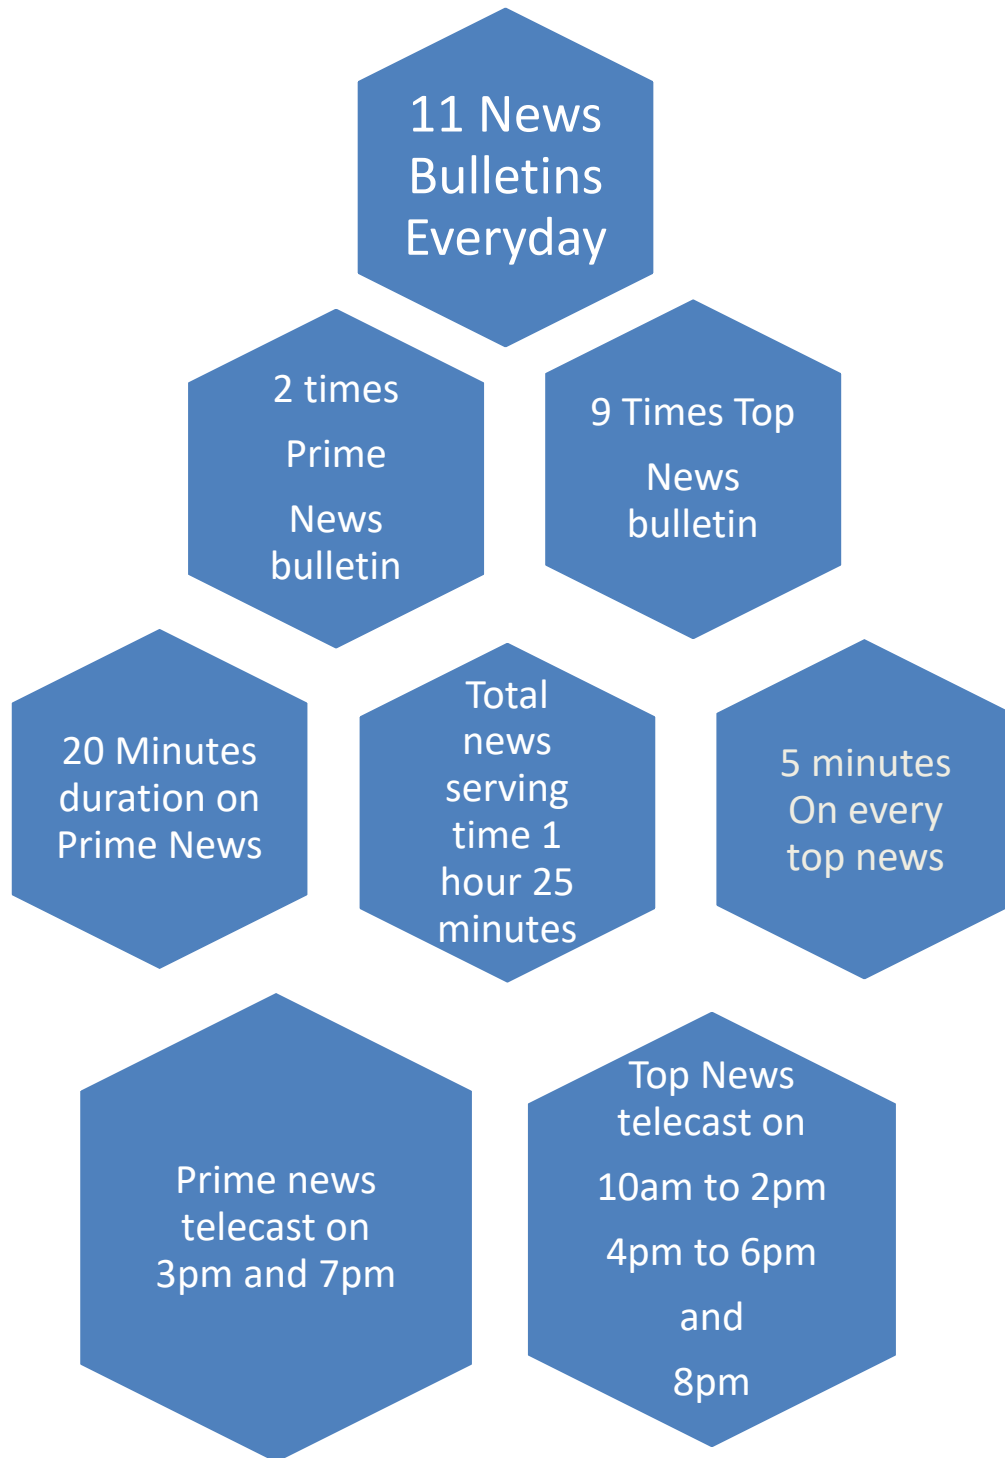 11 News
Bulletins
Everyday
2 times
Prime
News
bulletin
9 Times Top
News
bulletin
20 Minutes
duration on
Prime News
Total
news
serving
time 1
hour 25
minutes
5 minutes
On every
top news
Prime news
telecast on
3pm and 7pm
Top News
telecast on
10am to 2pm
4pm to 6pm
and
8pm